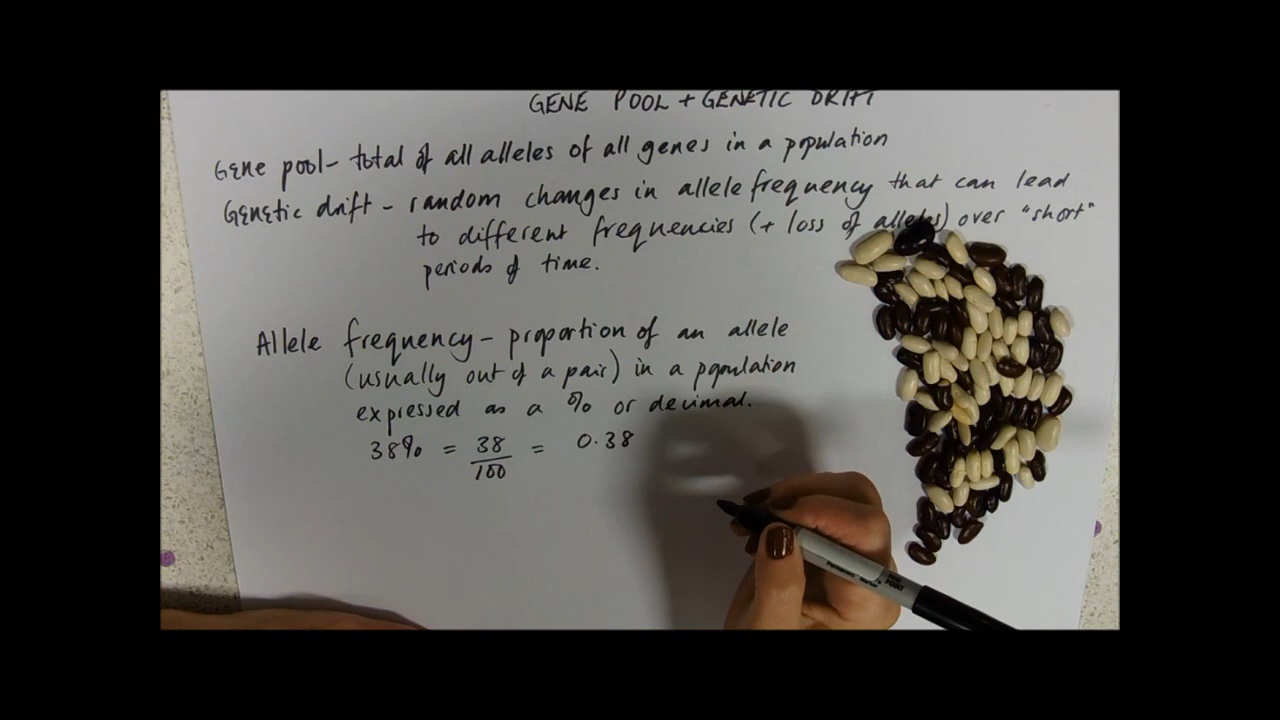 GENE POOL + GENETIC DRIFT
Gene pool - total of all alleles of all genes in a population
Genetic drift - random changes in allele frequency that can lead
to different frequencies (+ loss of alleles) over "short"
periods of time.
Allele frequency - proportion of an allele
(usually out of a pair) in a population
expressed as a % or decimal.
38% = 38 = 0.38
100
FINE
POINT